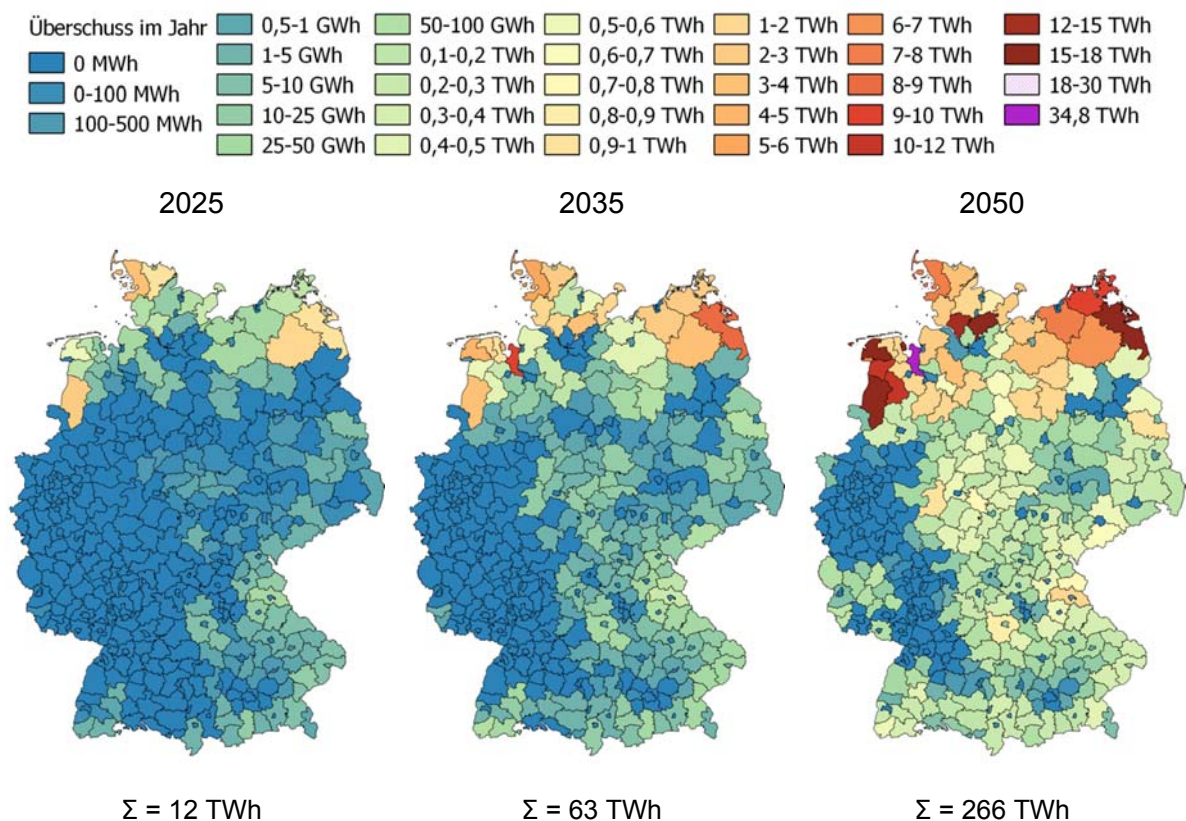 Überschuss im Jahr
0 MWh
0-100 MWh
100-500 MWh
0,5-1 GWh
1-5 GWh
5-10 GWh
10-25 GWh
25-50 GWh
50-100 GWh
0,1-0,2 TWh
0,2-0,3 TWh
0,3-0,4 TWh
0,4-0,5 TWh
0,5-0,6 TWh
0,6-0,7 TWh
0,7-0,8 TWh
0,8-0,9 TWh
0,9-1 TWh
1-2 TWh
2-3 TWh
3-4 TWh
4-5 TWh
5-6 TWh
6-7 TWh
7-8 TWh
8-9 TWh
9-10 TWh
10-12 TWh
12-15 TWh
15-18 TWh
18-30 TWh
34,8 TWh
2025
2035
2050
Σ = 12 TWh
Σ = 63 TWh
Σ = 266 TWh